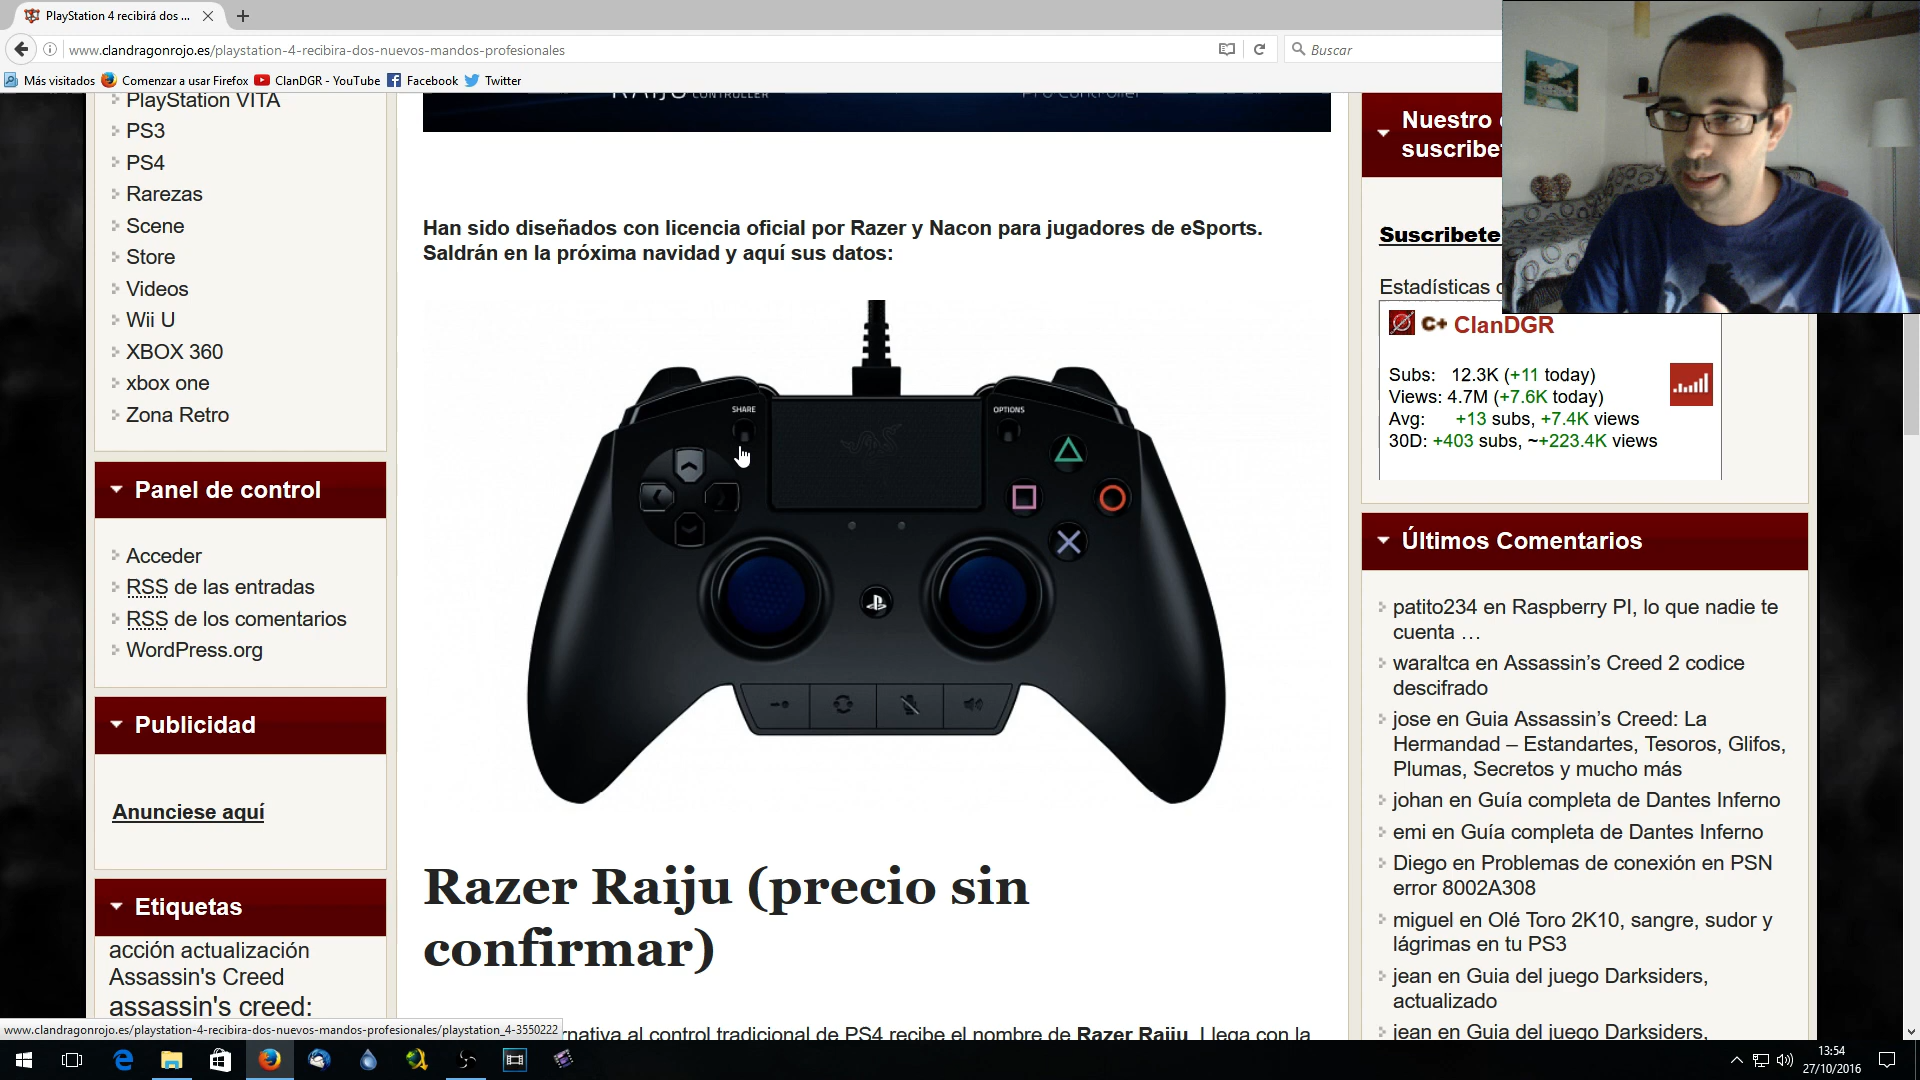 PlayStation 4 recibirá dos ...
www.clandragonrojo.es/playstation-4-recibira-dos-nuevos-mandos-profesionales
Buscar
Más visitados
Comenzar a usar Firefox
ClanDGR - YouTube
Facebook
Twitter
PlayStation VITA
PS3
PS4
Rarezas
Scene
Store
Videos
Wii U
XBOX 360
xbox one
Zona Retro
Panel de control
Acceder
RSS de las entradas
RSS de los comentarios
WordPress.org
Publicidad
Anunciese aquí
Etiquetas
acción actualización
Assassin's Creed
assassin's creed:
www.clandragonrojo.es/playstation-4-recibira-dos-nuevos-mandos-profesionales/playstation_4-3550222
RAIJU CONTROLLER
Pro Controller
Han sido diseñados con licencia oficial por Razer y Nacon para jugadores de eSports.
Saldrán en la próxima navidad y aquí sus datos:
SHARE
OPTIONS
Razer Raiju (precio sin
confirmar)
al control tradicional de PS4 recibe el nombre de Razer Raiju. Llega con la
Nuestro
suscribe
Suscribete
Estadísticas
C+ ClanDGR
Subs: 12.3K (+11 today)
Views: 4.7M (+7.6K today)
Avg: +13 subs, +7.4K views
30D: +403 subs, ~+223.4K views
Últimos Comentarios
patito234 en Raspberry PI, lo que nadie te
cuenta …
waraltca en Assassin’s Creed 2 codice
descifrado
jose en Guia Assassin’s Creed: La
Hermandad – Estandartes, Tesoros, Glifos,
Plumas, Secretos y mucho más
johan en Guía completa de Dantes Inferno
emi en Guía completa de Dantes Inferno
Diego en Problemas de conexión en PSN
error 8002A308
miguel en Olé Toro 2K10, sangre, sudor y
lágrimas en tu PS3
jean en Guia del juego Darksiders,
actualizado
jean en Guia del juego Darksiders,
13:54
27/10/2016